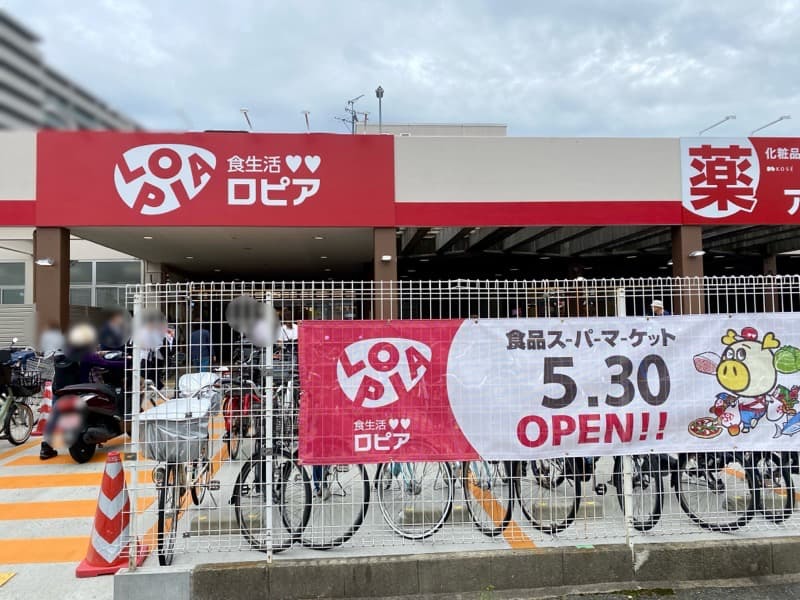 LOPIA
食生活♥♥
ロピア
薬
化粧品
KOSÉ
ア
LOPIA
食生活♥♥
ロピア
食品スーパーマーケット
5.30
OPEN!!